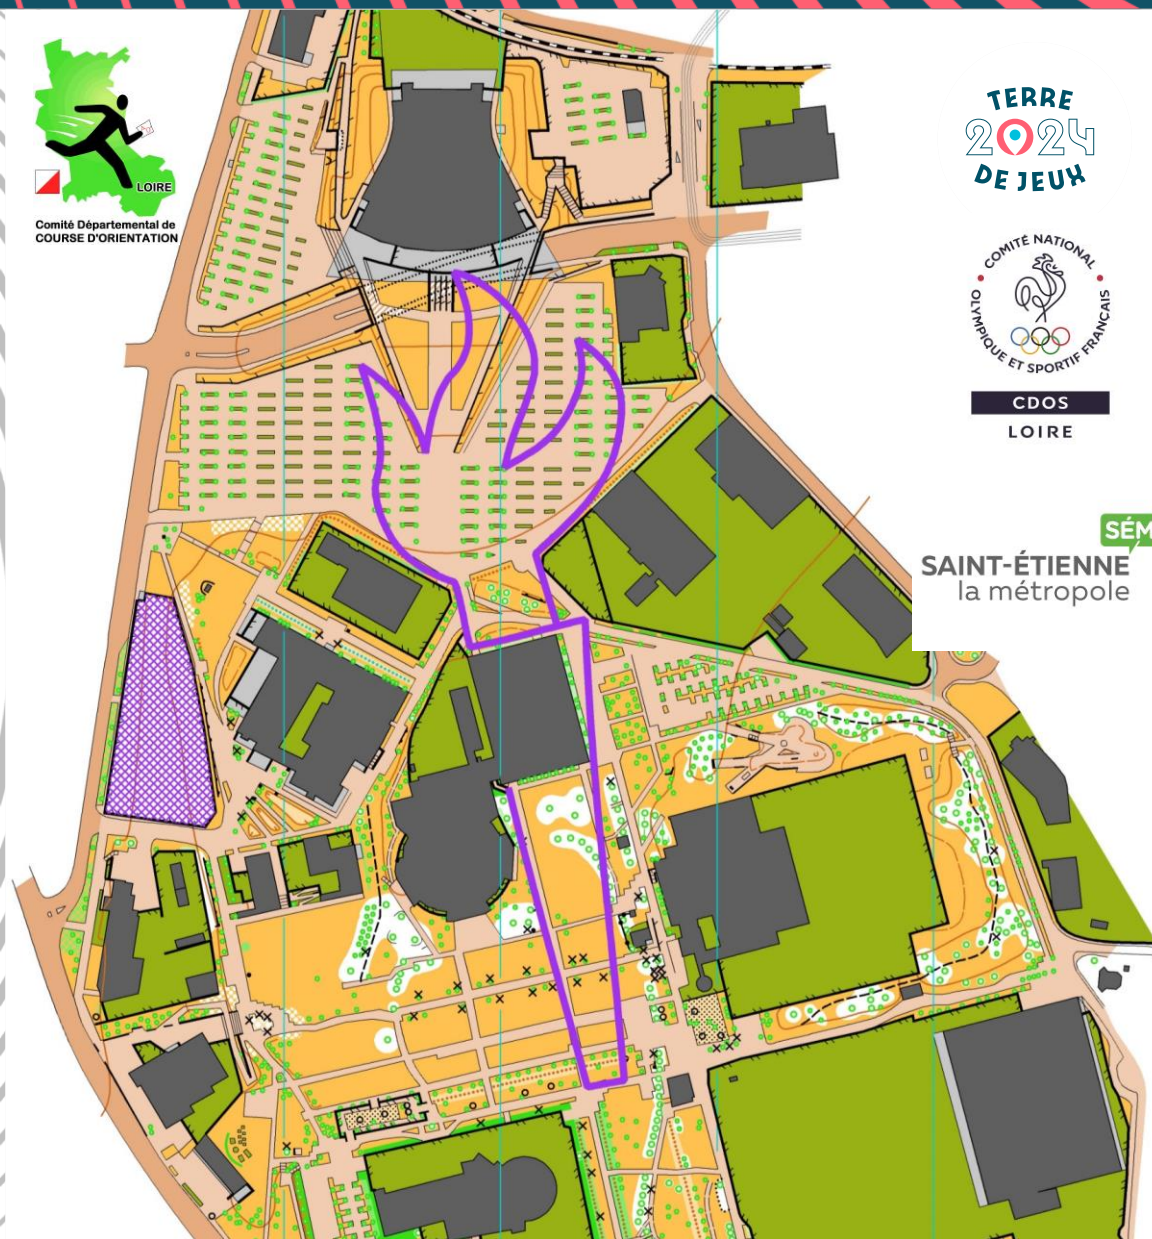 LOIRE
Comité Départemental de
COURSE D'ORIENTATION
TERRE
2024
DE JEUX
COMITÉ NATIONAL
OLYMPIQUE ET SPORTIF FRANÇAIS
CDOS
LOIRE
SÉM
SAINT-ÉTIENNE
la métropole